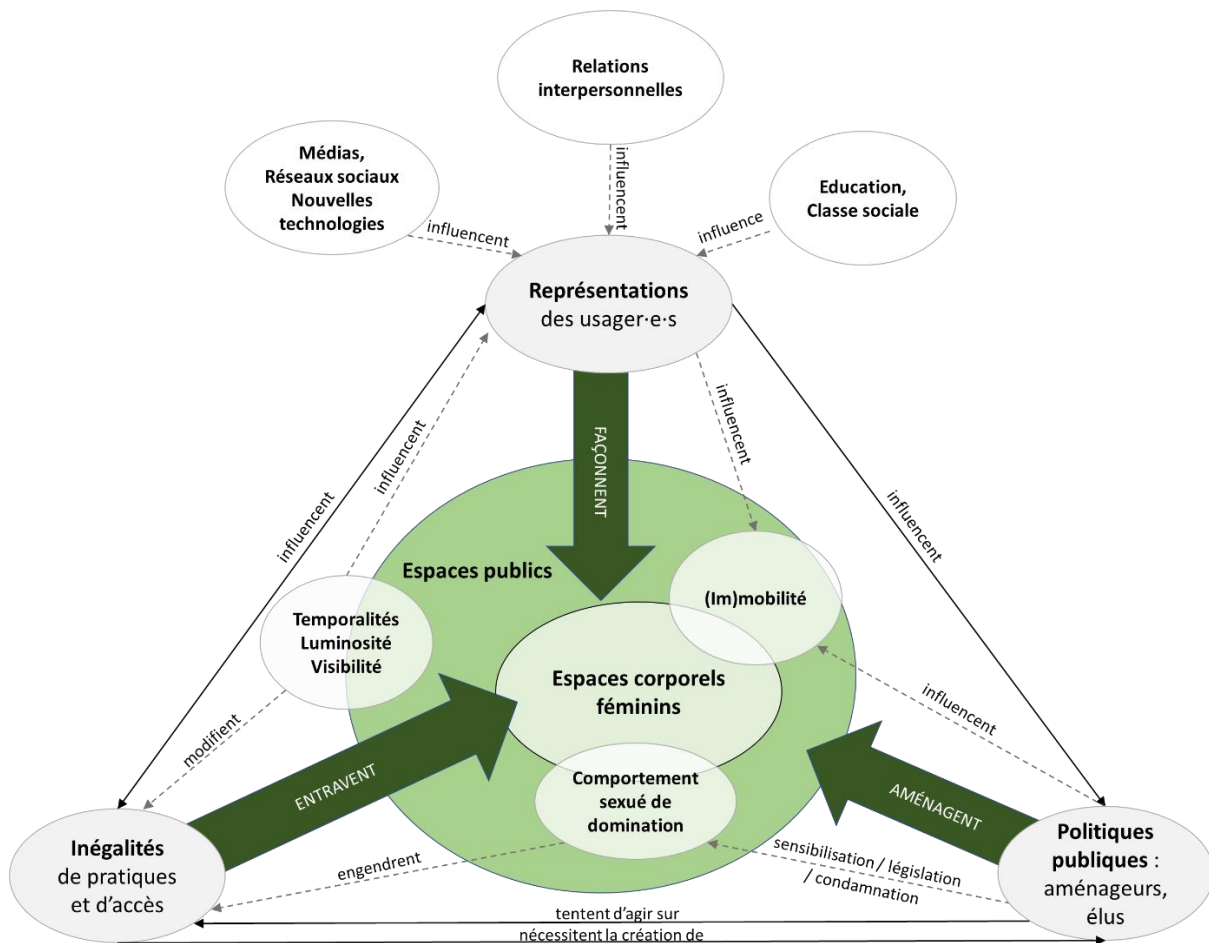 Relations
interpersonnelles
Médias,
Réseaux sociaux
Nouvelles
technologies
Education,
Classe sociale
influencent
influencent
influence
Représentations
des usager·e·s
influencent
influencent
FAÇONNENT
influencent
influencent
Espaces publics
(Im)mobilité
Temporalités
Luminosité
Visibilité
Espaces corporels
féminins
modifient
influencent
ENTRAVENT
Comportement
sexué de
domination
AMÉNAGENT
Inégalités
de pratiques
et d'accès
engendrent
sensibilisation / législation
/ condamnation
Politiques
publiques :
aménageurs,
élus
tentent d'agir sur
nécessitent la création de